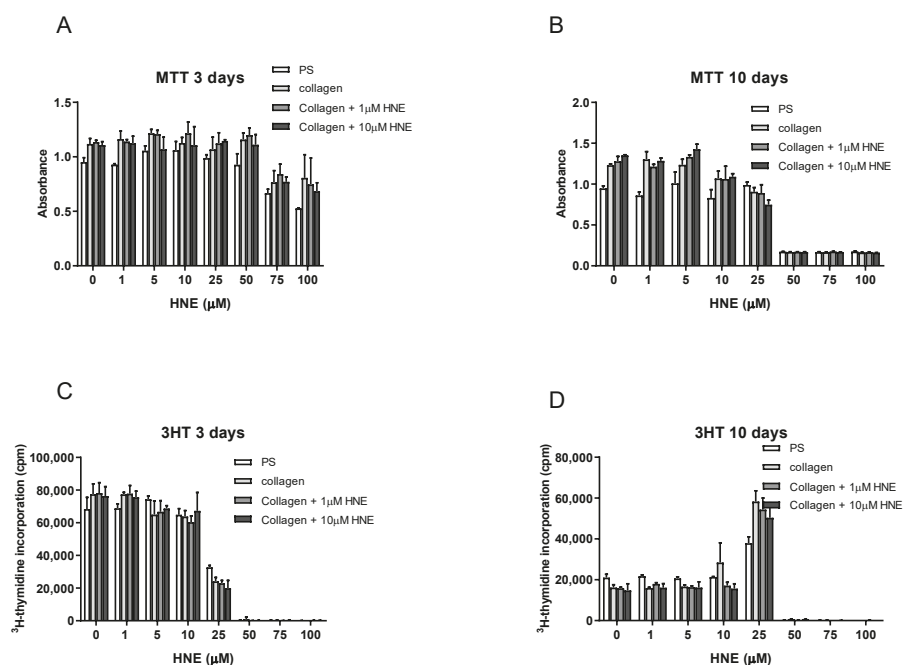 A
MTT 3 days
PS
collagen
Collagen + 1μM HNE
Collagen + 10μM HNE
Absorbance
1.5
1.0
0.5
0.0
0 1 5 10 25 50 75 100
HNE (μM)
B
MTT 10 days
PS
collagen
Collagen + 1μM HNE
Collagen + 10μM HNE
Absorbance
2.0
1.5
1.0
0.5
0.0
0 1 5 10 25 50 75 100
HNE (μM)
C
3HT 3 days
PS
collagen
Collagen + 1μM HNE
Collagen + 10μM HNE
³H-thymidine incorporation (cpm)
100,000
80,000
60,000
40,000
20,000
0
0 1 5 10 25 50 75 100
HNE (μM)
D
3HT 10 days
PS
collagen
Collagen + 1μM HNE
Collagen + 10μM HNE
³H-thymidine incorporation (cpm)
80,000
60,000
40,000
20,000
0
0 1 5 10 25 50 75 100
HNE (μM)